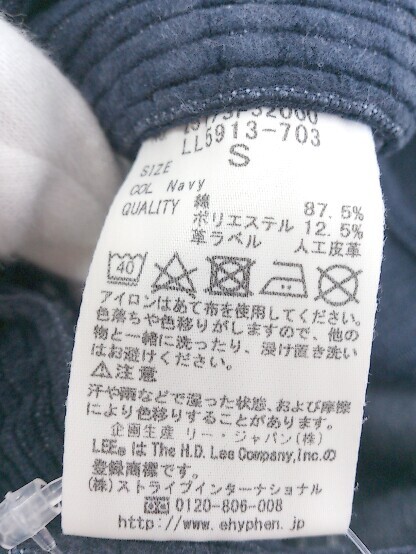 LL5913-703
SIZE S
COL Navy
QUALITY 綿 87.5%
ポリエステル 12.5%
革ラベル 人工皮革
40
アイロンはあて布を使用してください。
色落ちや色移りがしますので、他の
物と一緒に洗ったり、浸け置き洗い
はお避けください。
⚠注意
汗や雨などで湿った状態、および摩擦
により色移りすることがあります。
企画生産 リー・ジャパン(株)
LEE® は The H.D. Lee Company,Inc.の
登録商標です。
(株)ストライプインターナショナル
0120-806-008
http://www.ehyphen.jp